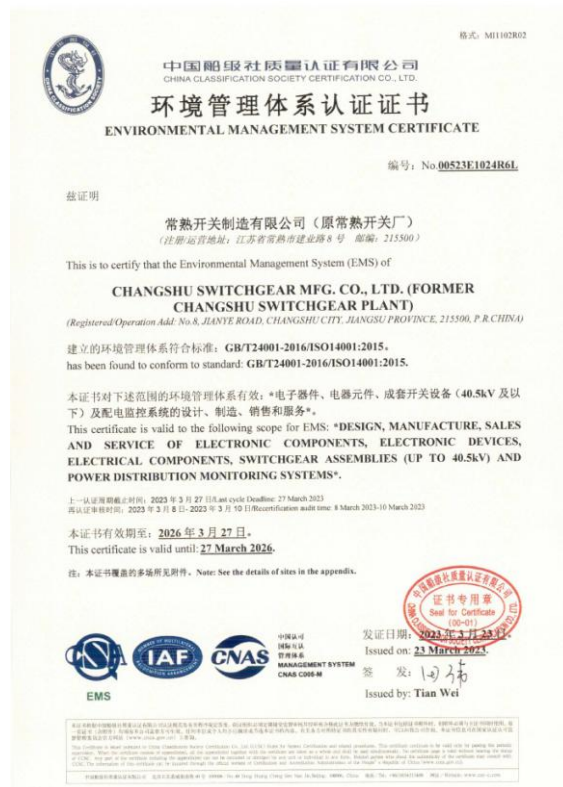 格式：MJ1102R02
中国船级社质量认证有限公司
CHINA CLASSIFICATION SOCIETY CERTIFICATION CO., LTD.
环境管理体系认证证书
ENVIRONMENTAL MANAGEMENT SYSTEM CERTIFICATE
编号：No.00523E1024R6L
兹证明
常熟开关制造有限公司（原常熟开关厂）
（注册/运营地址：江苏省常熟市建业路 8 号 邮编：215500）
This is to certify that the Environmental Management System (EMS) of
CHANGSHU SWITCHGEAR MFG. CO., LTD. (FORMER
CHANGSHU SWITCHGEAR PLANT)
(Registered/Operation Add: No.8, JIANYE ROAD, CHANGSHU CITY, JIANGSU PROVINCE, 215500, P.R.CHINA)
建立的环境管理体系符合标准：GB/T24001-2016/ISO14001:2015。
has been found to conform to standard: GB/T24001-2016/ISO14001:2015.
本证书对下述范围的环境管理体系有效：*电子器件、电器元件、成套开关设备（40.5kV 及以
下）及配电监控系统的设计、制造、销售和服务*。
This certificate is valid to the following scope for EMS: *DESIGN, MANUFACTURE, SALES
AND SERVICE OF ELECTRONIC COMPONENTS, ELECTRONIC DEVICES,
ELECTRICAL COMPONENTS, SWITCHGEAR ASSEMBLIES (UP TO 40.5kV) AND
POWER DISTRIBUTION MONITORING SYSTEMS*.
上一认证周期截止时间：2023 年 3 月 27 日/Last cycle Deadline: 27 March 2023
再认证审核时间：2023 年 3 月 8 日- 2023 年 3 月 10 日/Recertification audit time: 8 March 2023-10 March 2023
本证书有效期至：2026 年 3 月 27 日。
This certificate is valid until: 27 March 2026.
注：本证书覆盖的多场所见附件。Note: See the details of sites in the appendix.
中国船级社质量认证有限公司
证书专用章
Seal for Certificate
(00-01)
发证日期：2023 年 3 月 23 日。
Issued on: 23 March 2023.
签 发：
Issued by: Tian Wei
EMS
IAF
CNAS
中国认可
国际互认
管理体系
MANAGEMENT SYSTEM
CNAS C005-M